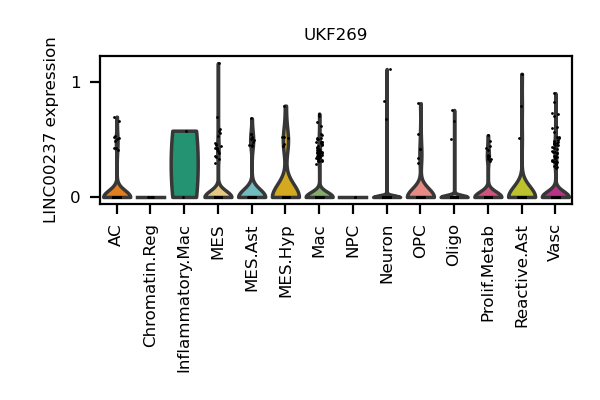 UKF269
LINC00237 expression
1
0
AC
Chromatin.Reg
Inflammatory.Mac
MES
MES.Ast
MES.Hyp
Mac
NPC
Neuron
OPC
Oligo
Prolif.Metab
Reactive.Ast
Vasc